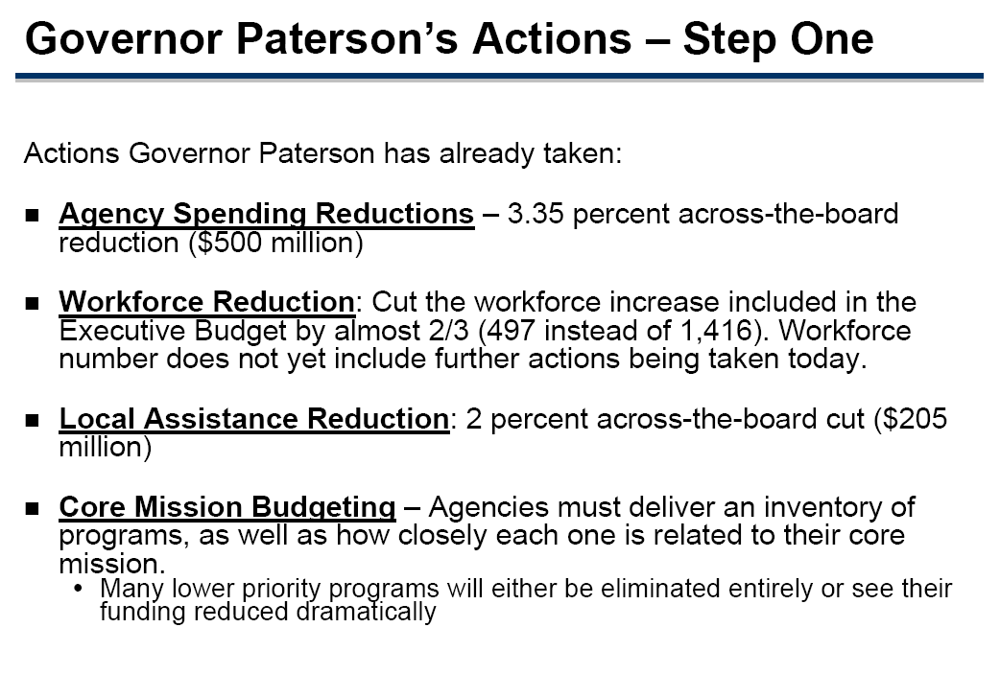 Governor Paterson’s Actions – Step One
Actions Governor Paterson has already taken:
■ Agency Spending Reductions – 3.35 percent across-the-board
reduction ($500 million)
■ Workforce Reduction: Cut the workforce increase included in the
Executive Budget by almost 2/3 (497 instead of 1,416). Workforce
number does not yet include further actions being taken today.
■ Local Assistance Reduction: 2 percent across-the-board cut ($205
million)
■ Core Mission Budgeting – Agencies must deliver an inventory of
programs, as well as how closely each one is related to their core
mission.
• Many lower priority programs will either be eliminated entirely or see their
funding reduced dramatically